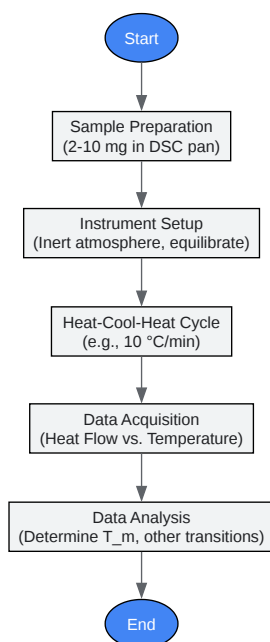 Start
Sample Preparation
(2-10 mg in DSC pan)
Instrument Setup
(Inert atmosphere, equilibrate)
Heat-Cool-Heat Cycle
(e.g., 10 °C/min)
Data Acquisition
(Heat Flow vs. Temperature)
Data Analysis
(Determine T_m, other transitions)
End